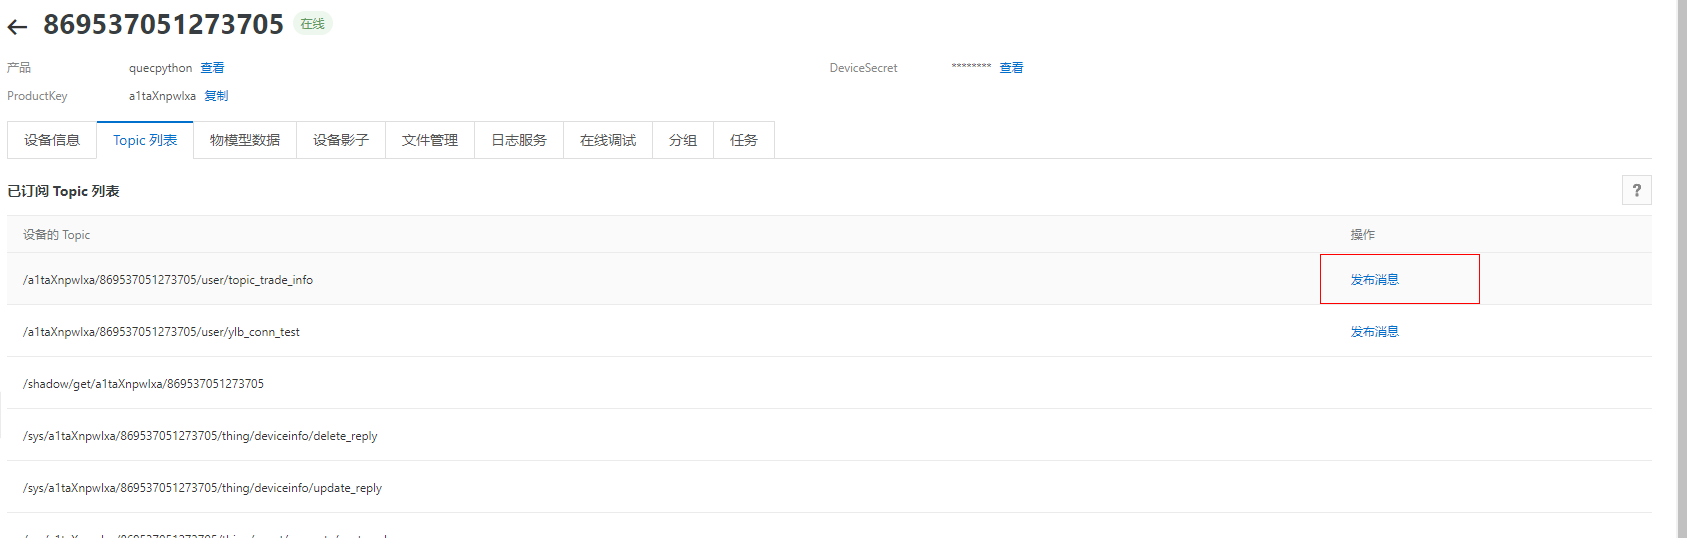 ← 869537051273705 在线
产品 quecpython 查看 DeviceSecret ******** 查看
ProductKey a1taXnpwlxa 复制
设备信息 Topic 列表 物模型数据 设备影子 文件管理 日志服务 在线调试 分组 任务
已订阅 Topic 列表 ?
设备的 Topic 操作
/a1taXnpwlxa/869537051273705/user/topic_trade_info 发布消息
/a1taXnpwlxa/869537051273705/user/ylb_conn_test 发布消息
/shadow/get/a1taXnpwlxa/869537051273705
/sys/a1taXnpwlxa/869537051273705/thing/deviceinfo/delete_reply
/sys/a1taXnpwlxa/869537051273705/thing/deviceinfo/update_reply